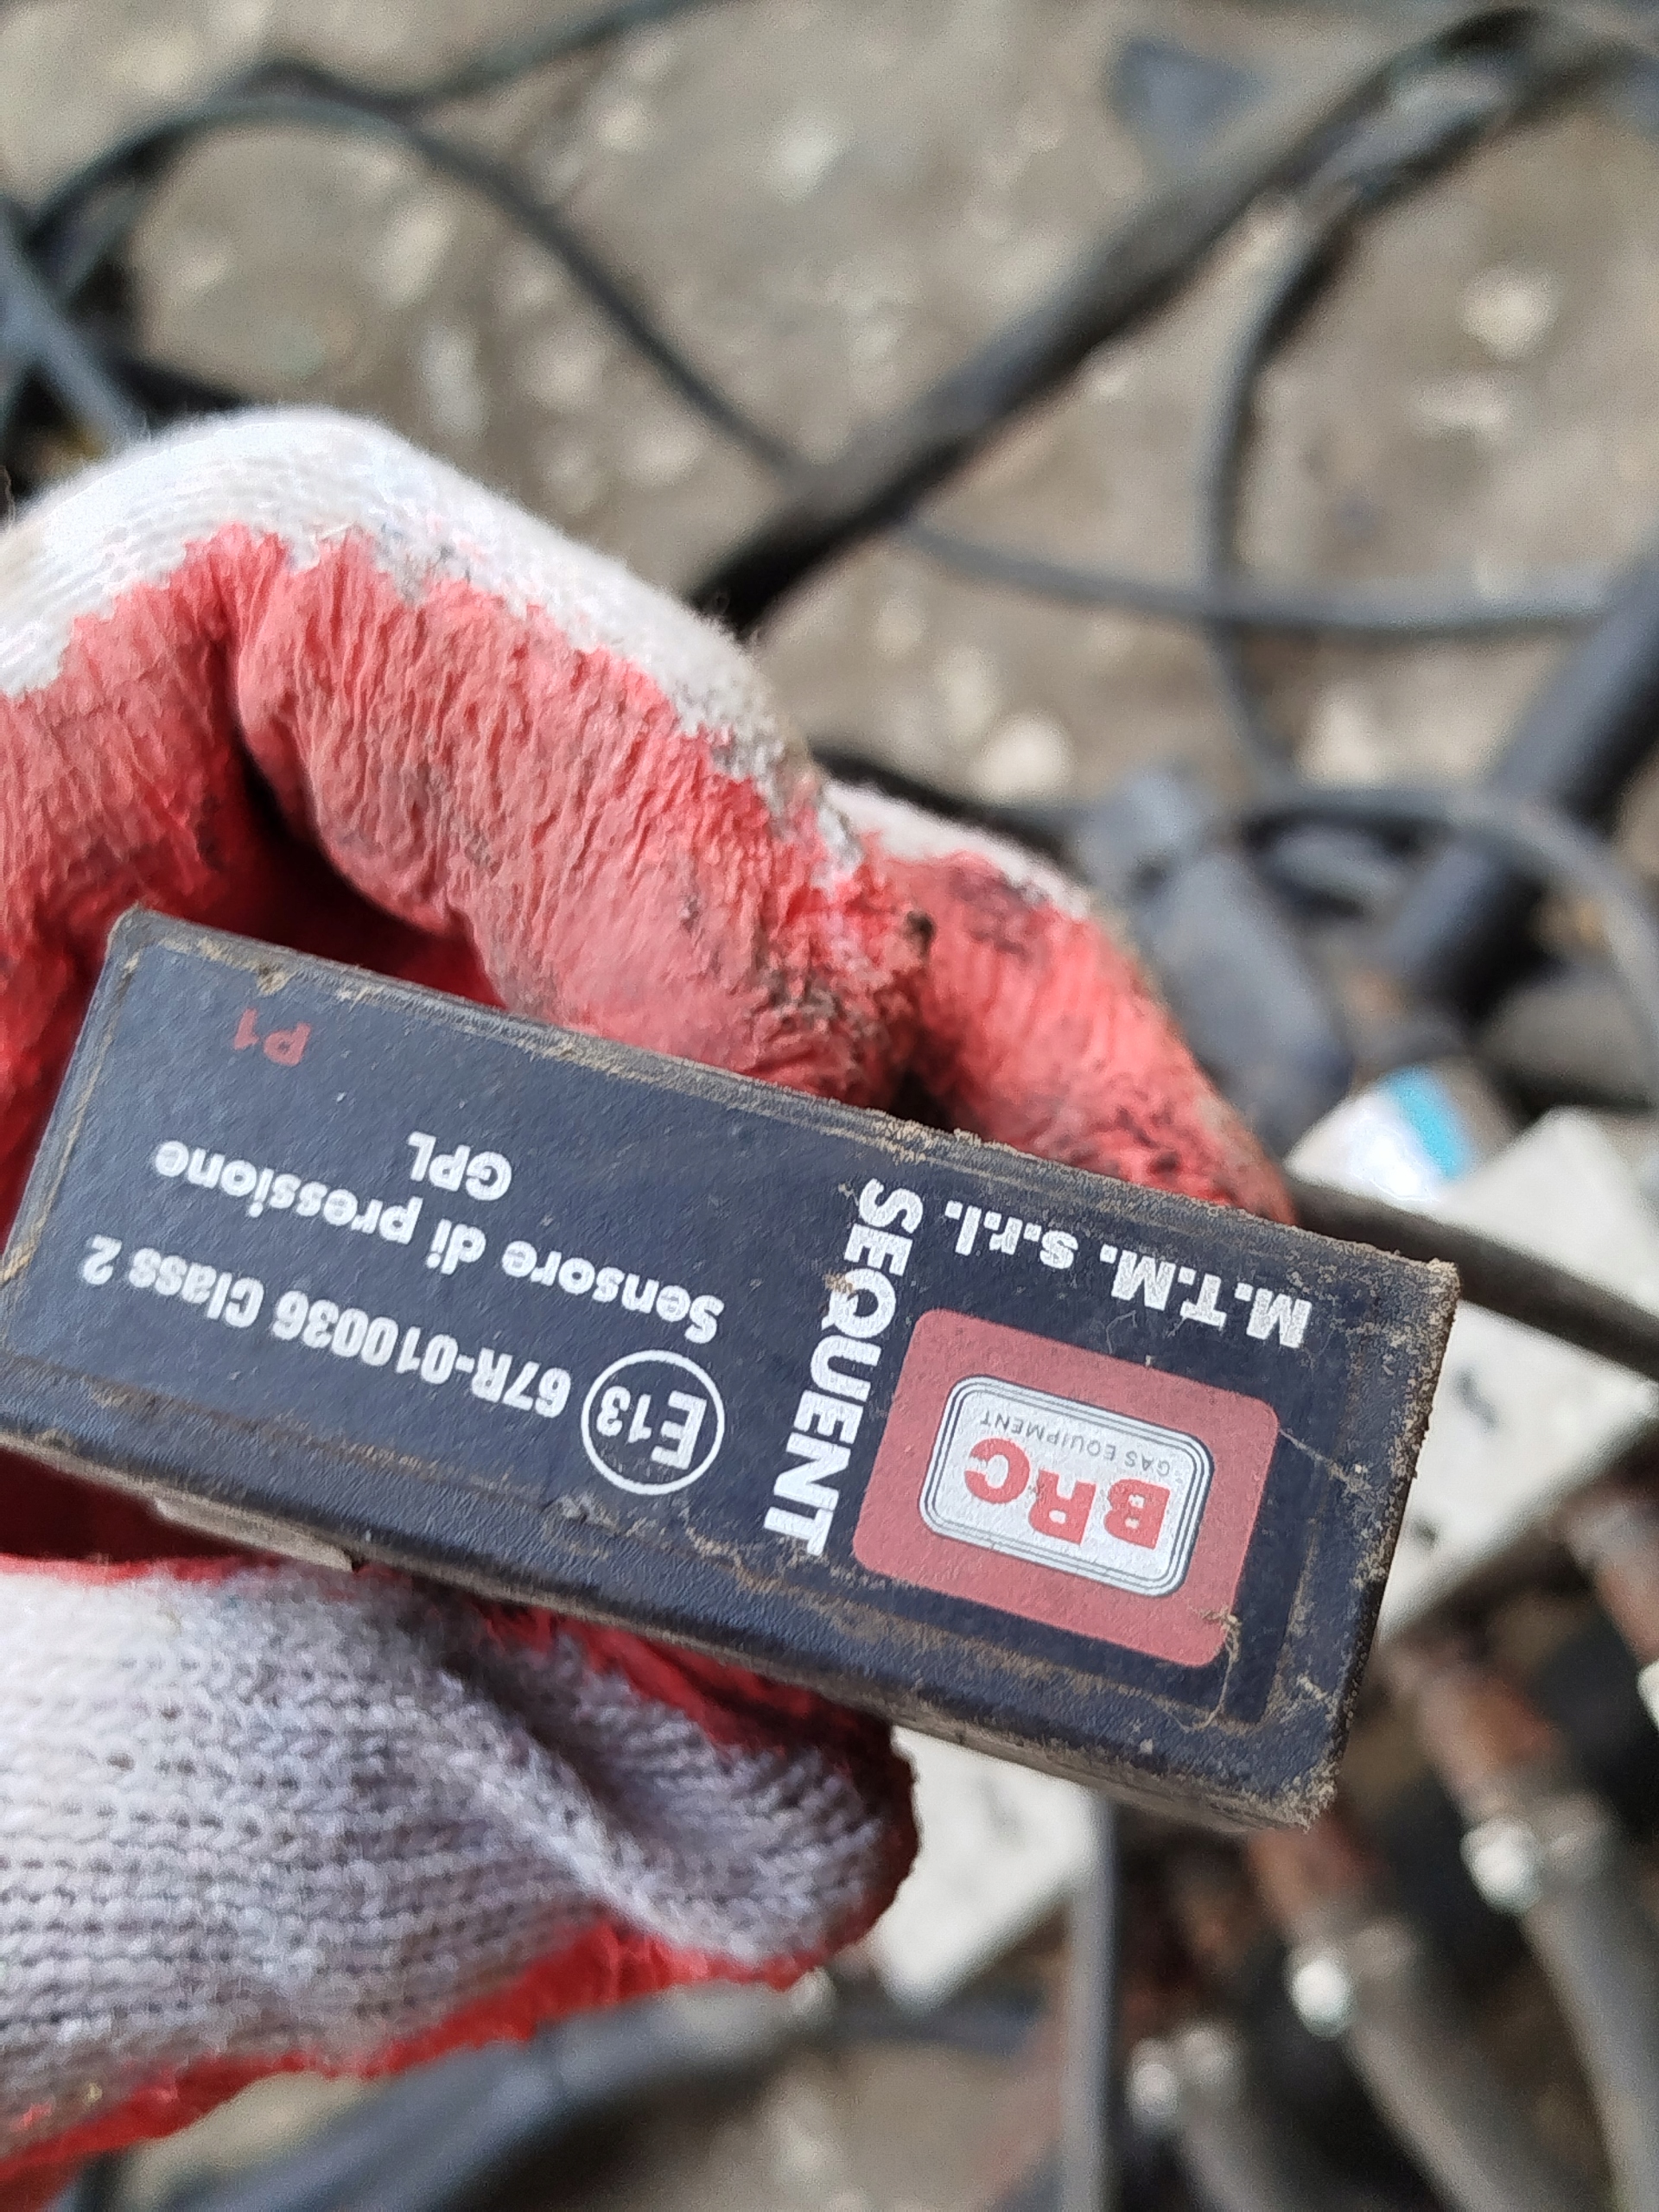 M.T.M. s.r.l.
BRC
GAS EQUIPMENT
SEQUENT
E13 67R-010036 Class 2
Sensore di pressione
GPL
P1